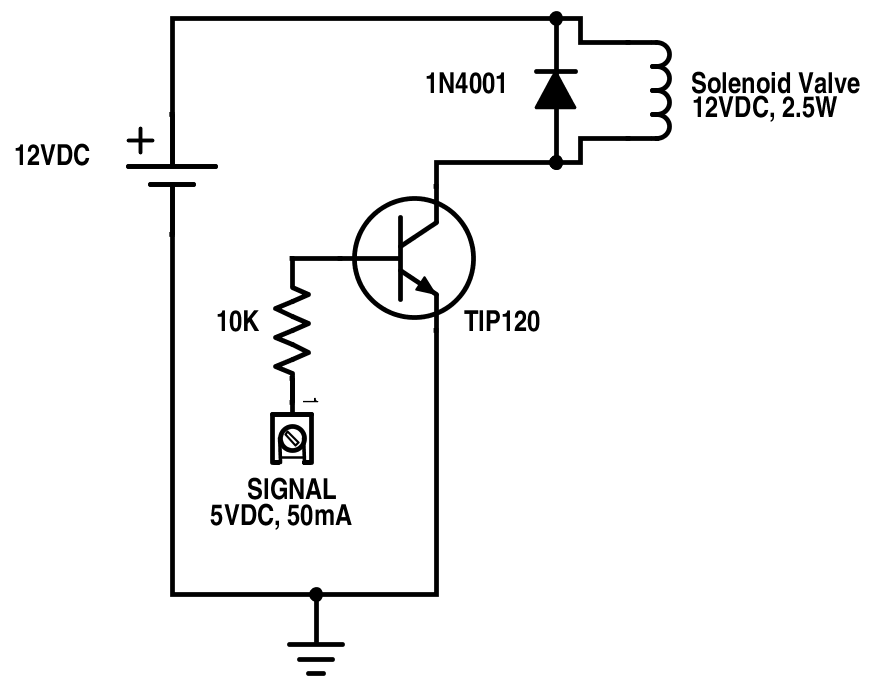 1N4001
Solenoid Valve
12VDC, 2.5W
+
12VDC
10K
TIP120
1
SIGNAL
5VDC, 50mA